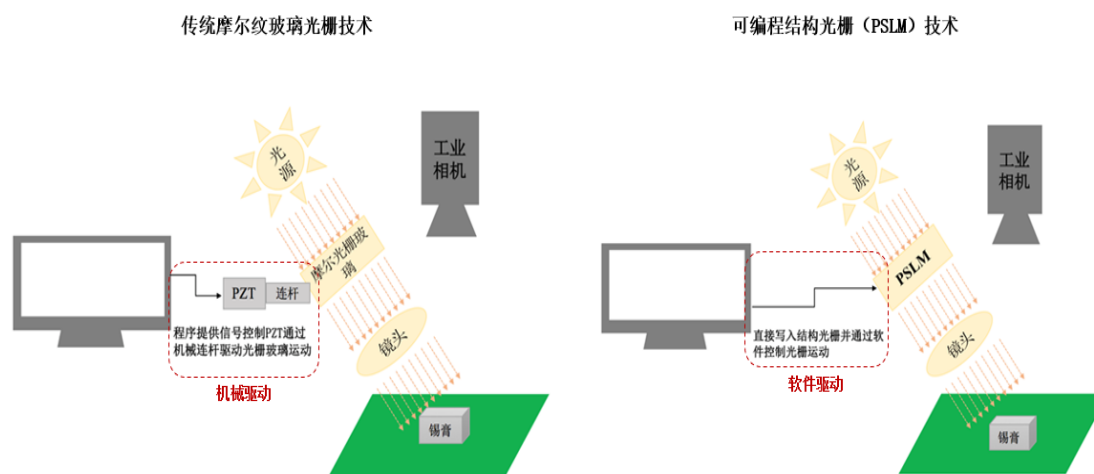 传统摩尔纹玻璃光栅技术
光
源
工业
相机
摩尔光栅玻
璃
PZT
连杆
程序提供信号控制PZT通过
机械连杆驱动光栅玻璃运动
机械驱动
镜头
锡膏
可编程结构光栅（PSLM）技术
光
源
工业
相机
PSLM
直接写入结构光栅并通过软
件控制光栅运动
软件驱动
镜头
锡膏